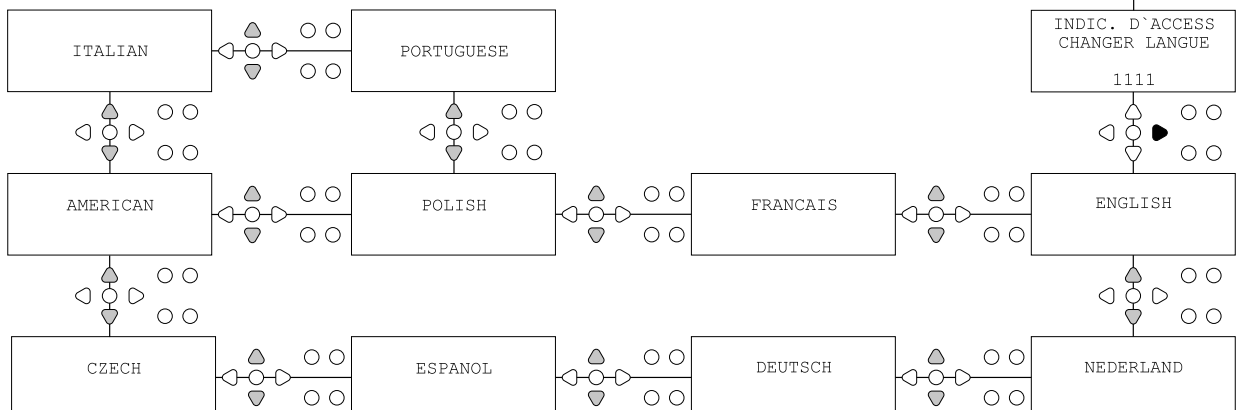 ITALIAN
PORTUGUESE
INDIC. D`ACCESS
CHANGER LANGUE
1111
AMERICAN
POLISH
FRANCAIS
ENGLISH
CZECH
ESPANOL
DEUTSCH
NEDERLAND